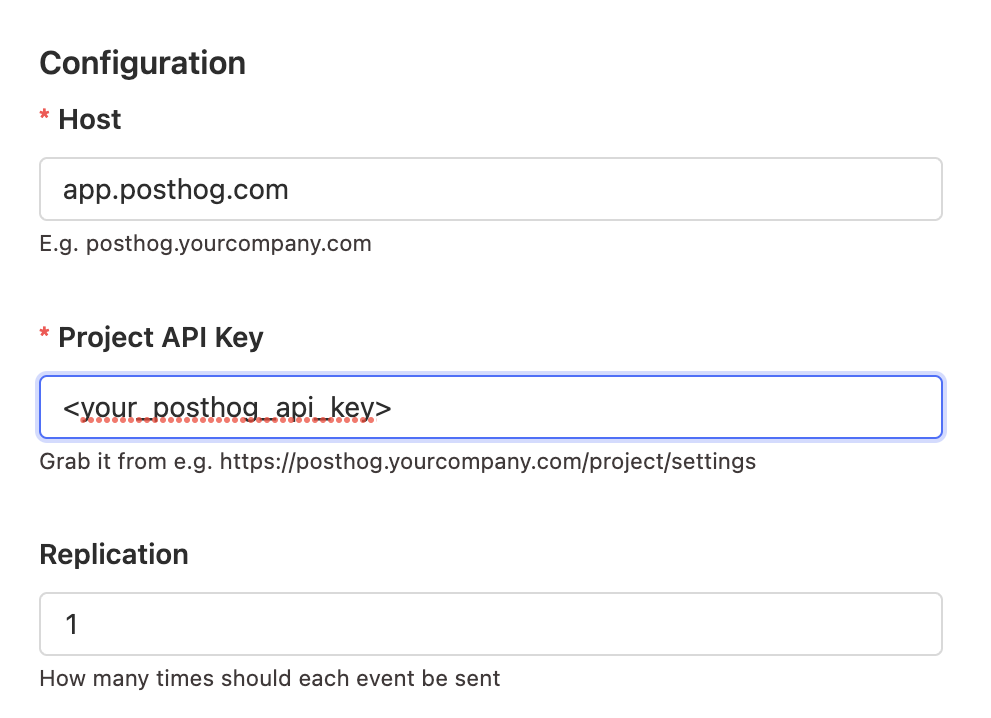 Configuration
* Host
app.posthog.com
E.g. posthog.yourcompany.com
* Project API Key
<your_posthog_api_key>
Grab it from e.g. https://posthog.yourcompany.com/project/settings
Replication
1
How many times should each event be sent